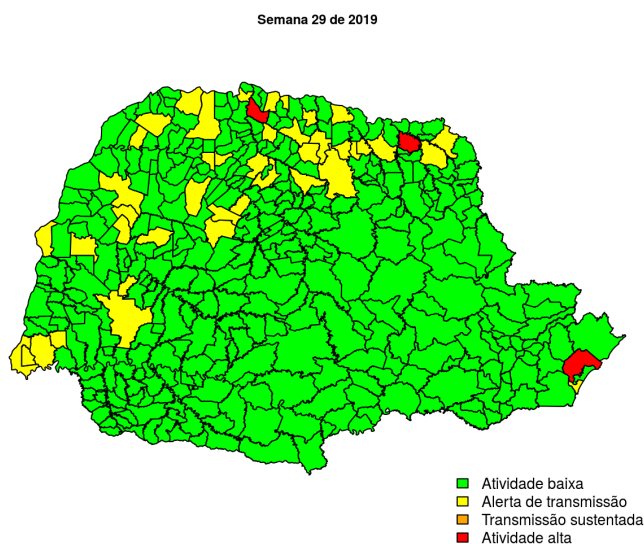 Semana 29 de 2019
Atividade baixa
Alerta de transmissão
Transmissão sustentada
Atividade alta